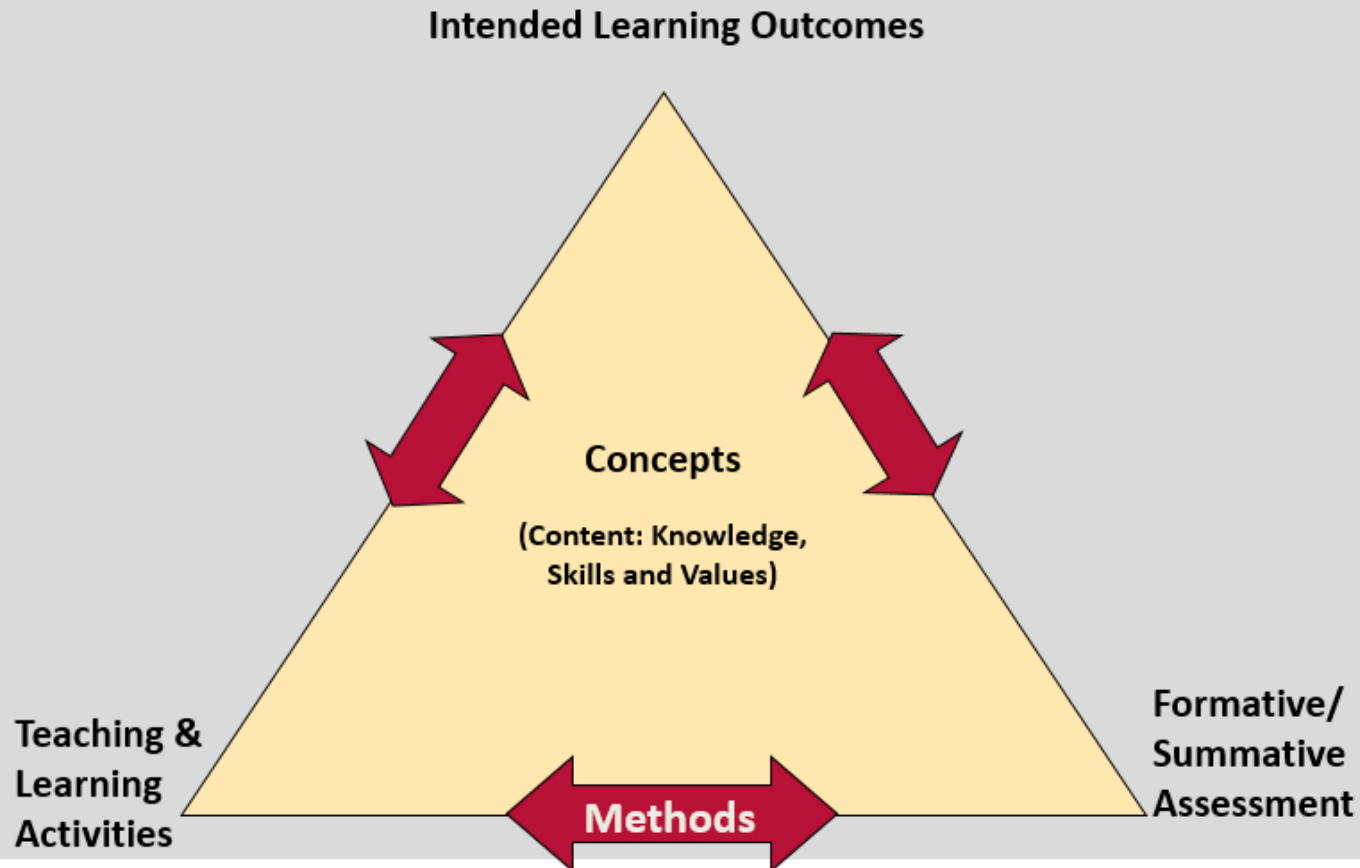 Intended Learning Outcomes
Concepts
(Content: Knowledge,
Skills and Values)
Teaching &
Learning
Activities
Methods
Formative/
Summative
Assessment